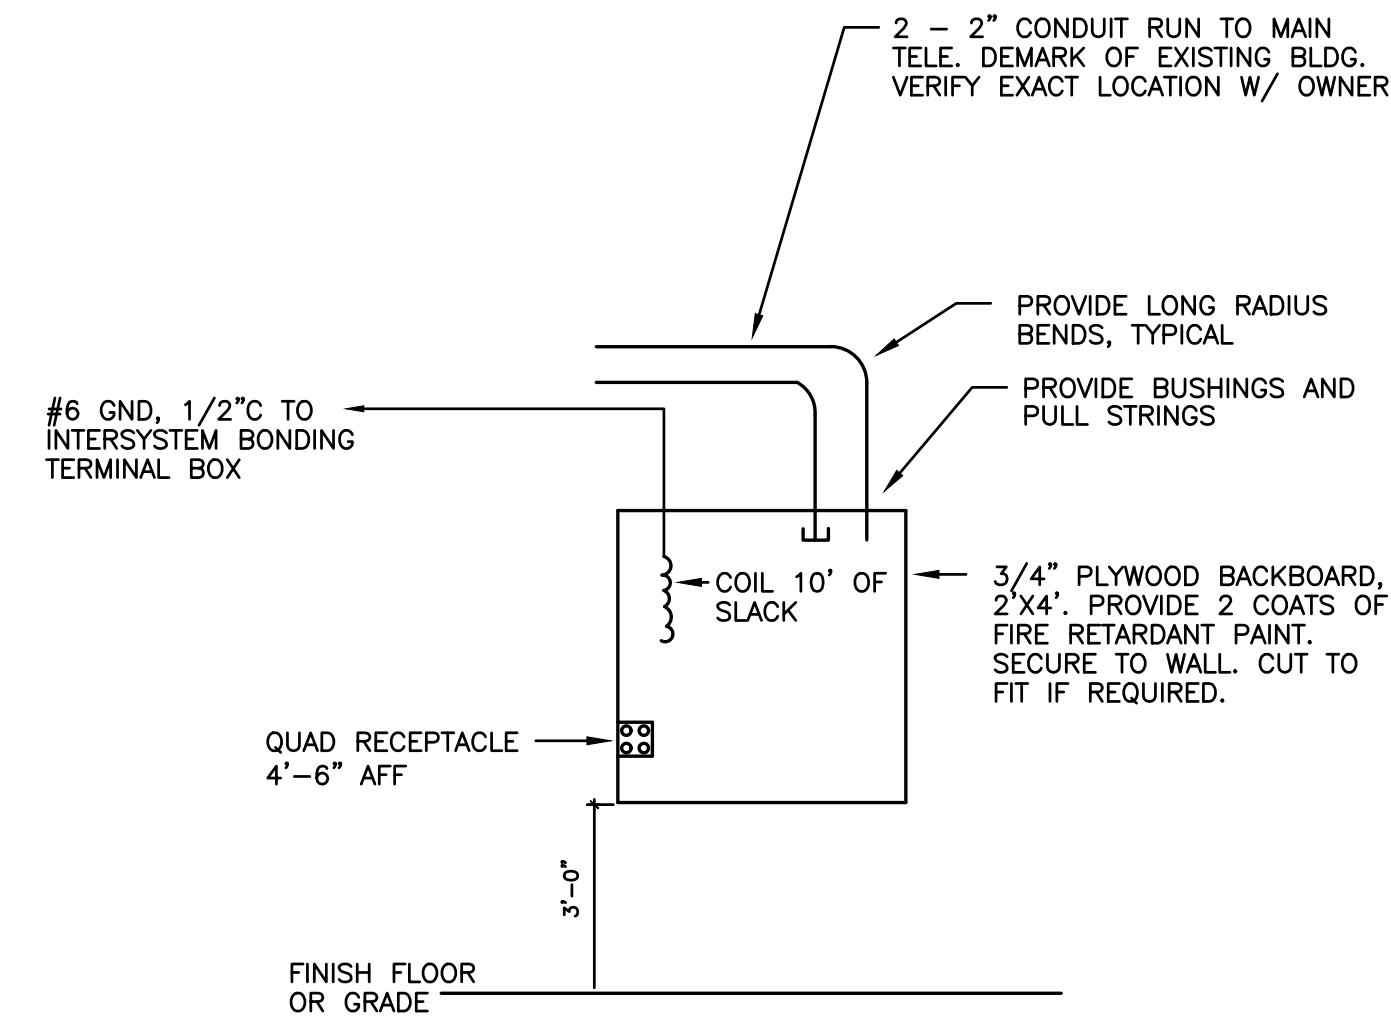 2 – 2" CONDUIT RUN TO MAIN
TELE. DEMARK OF EXISTING BLDG.
VERIFY EXACT LOCATION W/ OWNER
PROVIDE LONG RADIUS
BENDS, TYPICAL
PROVIDE BUSHINGS AND
PULL STRINGS
#6 GND, 1/2"C TO
INTERSYSTEM BONDING
TERMINAL BOX
COIL 10' OF
SLACK
3/4" PLYWOOD BACKBOARD,
2'X4'. PROVIDE 2 COATS OF
FIRE RETARDANT PAINT.
SECURE TO WALL. CUT TO
FIT IF REQUIRED.
QUAD RECEPTACLE
4'–6" AFF
3'-0"
FINISH FLOOR
OR GRADE